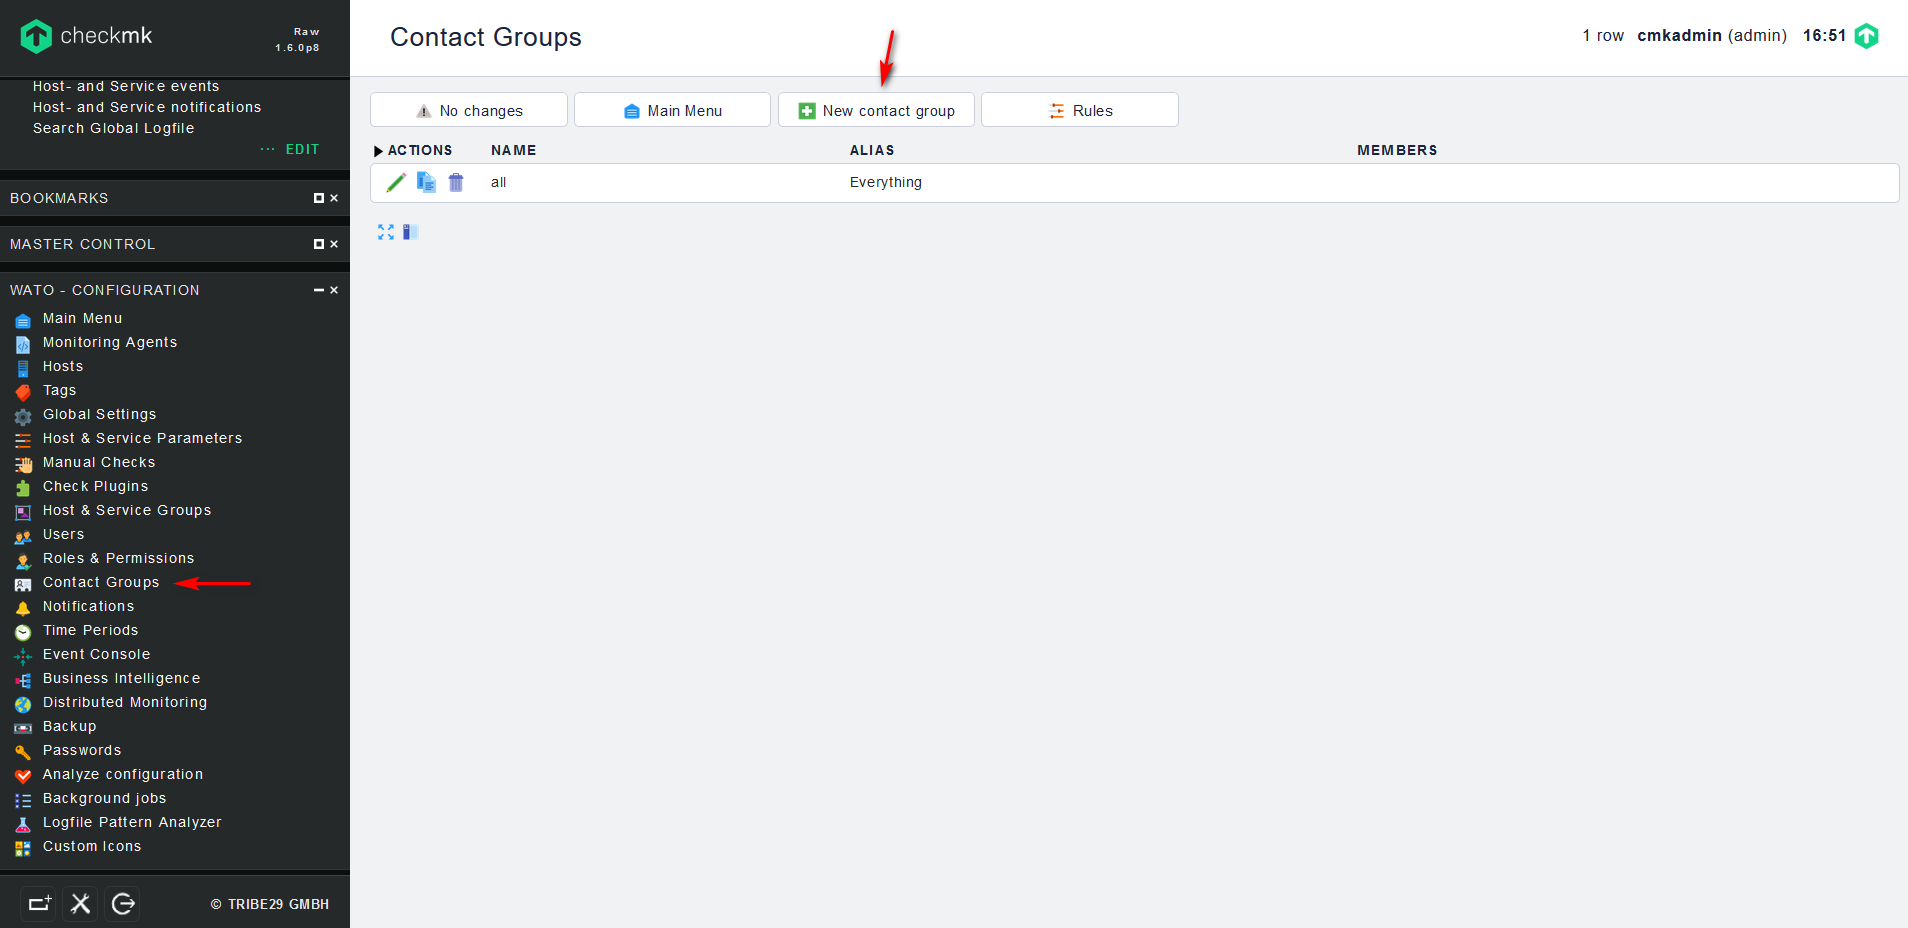 checkmk
Raw
1.6.0p8
Host- and Service events
Host- and Service notifications
Search Global Logfile
··· EDIT
BOOKMARKS
MASTER CONTROL
WATO - CONFIGURATION
Main Menu
Monitoring Agents
Hosts
Tags
Global Settings
Host & Service Parameters
Manual Checks
Check Plugins
Host & Service Groups
Users
Roles & Permissions
Contact Groups
Notifications
Time Periods
Event Console
Business Intelligence
Distributed Monitoring
Backup
Passwords
Analyze configuration
Background jobs
Logfile Pattern Analyzer
Custom Icons
© TRIBE29 GMBH
Contact Groups
1 row cmkadmin (admin) 16:51
No changes Main Menu New contact group Rules
ACTIONS NAME ALIAS MEMBERS
all Everything